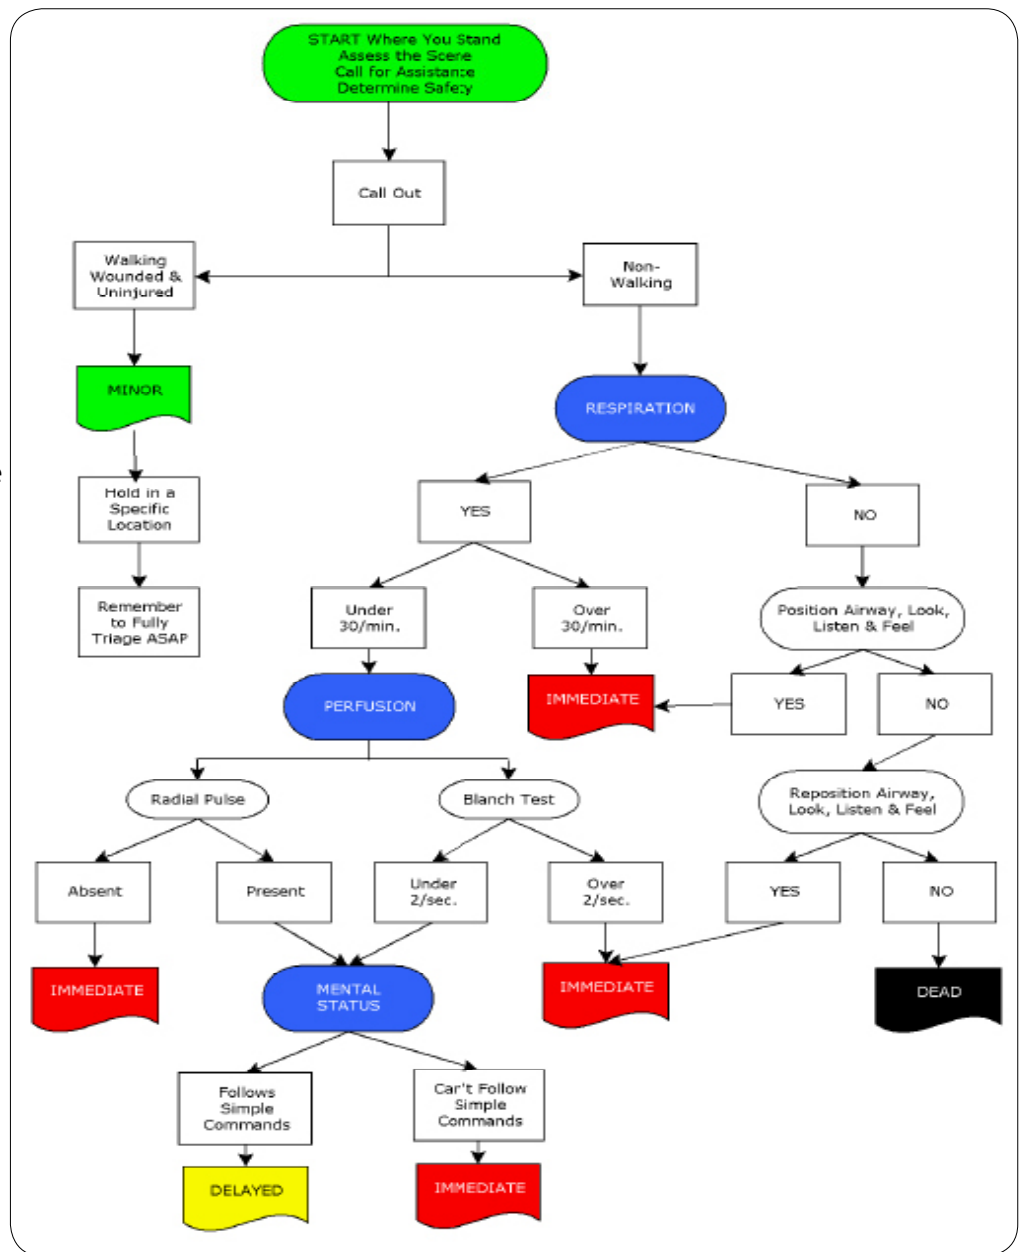 START Where You Stand
Assess the Scene
Call for Assistance
Determine Safety
Call Out
Walking
Wounded &
Uninjured
Non-
Walking
MINOR
RESPIRATION
Hold in a
Specific
Location
YES
NO
Remember
to Fully
Triage ASAP
Under
30/min.
Over
30/min.
Position Airway, Look,
Listen & Feel
PERFUSION
IMMEDIATE
YES
NO
Radial Pulse
Blanch Test
Reposition Airway,
Look, Listen & Feel
Absent
Present
Under
2/sec.
Over
2/sec.
YES
NO
IMMEDIATE
MENTAL
STATUS
IMMEDIATE
DEAD
Follows
Simple
Commands
Car't Follow
Simple
Commands
DELAYED
IMMEDIATE